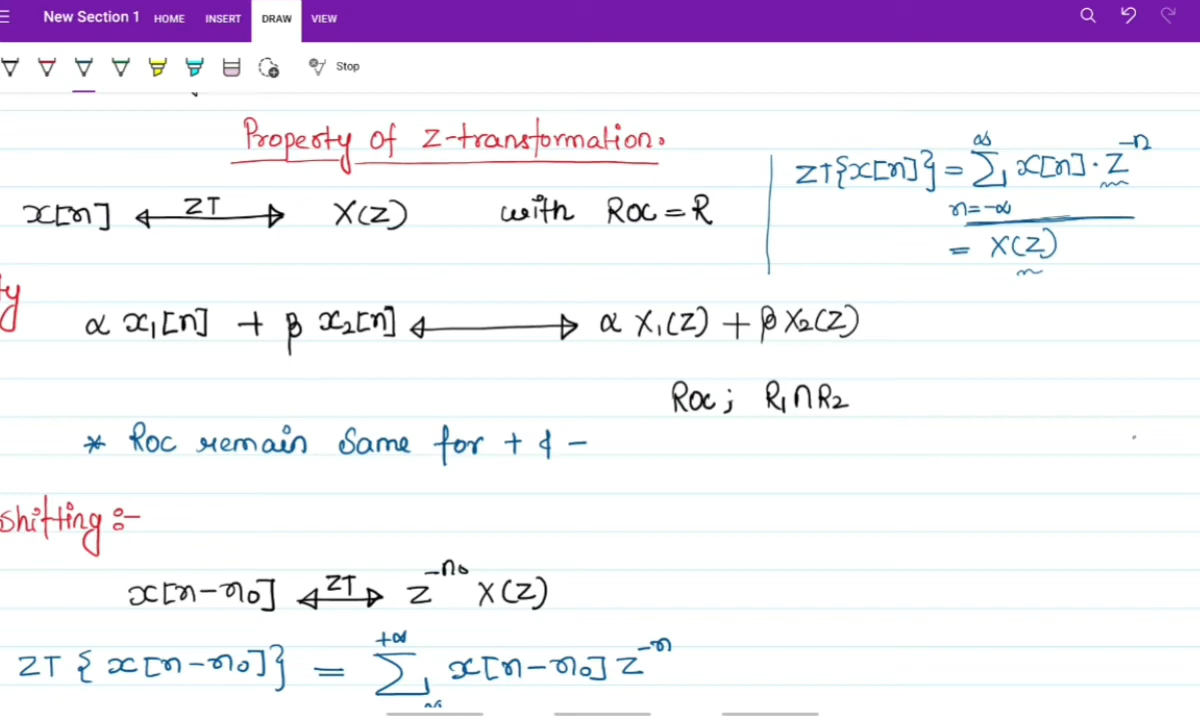 New Section 1 HOME INSERT DRAW VIEW
Stop
Property of Z-transformation.
ZT{x[n]} = ∑ x[n]·Z⁻ⁿ
∞
n=-∞
= X(Z)
x[n] ⟷ X(Z) with Roc = R
ZT
ty
α x₁[n] + β x₂[n] ⟷ α X₁(Z) + β X₂(Z)
Roc; R₁∩R₂
* Roc remain same for + & -
shifting :-
x[n-n₀] ⟷ Z^(-n₀) X(Z)
ZT
ZT { x[n-n₀]} = ∑ x[n-n₀] Z⁻ⁿ
+∞